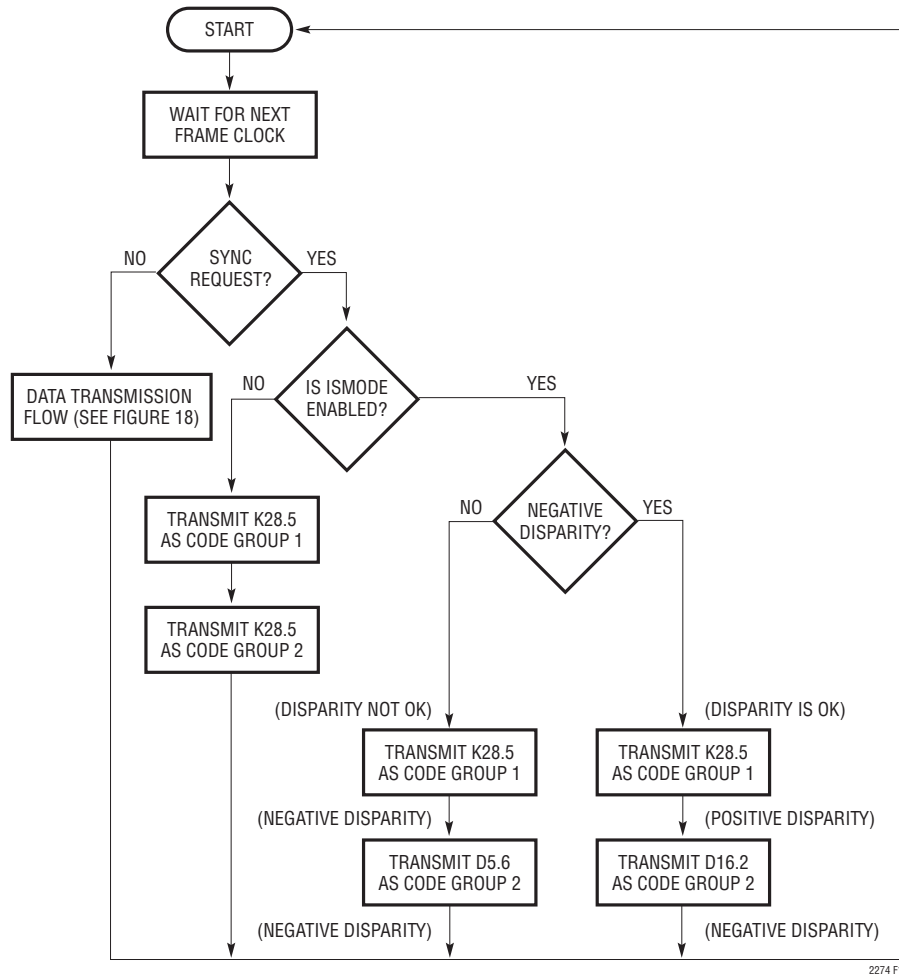 START
WAIT FOR NEXT
FRAME CLOCK
SYNC
REQUEST?
NO
YES
DATA TRANSMISSION
FLOW (SEE FIGURE 18)
IS ISMODE
ENABLED?
NO
YES
TRANSMIT K28.5
AS CODE GROUP 1
TRANSMIT K28.5
AS CODE GROUP 2
NEGATIVE
DISPARITY?
NO
YES
(DISPARITY NOT OK)
TRANSMIT K28.5
AS CODE GROUP 1
(NEGATIVE DISPARITY)
TRANSMIT D5.6
AS CODE GROUP 2
(NEGATIVE DISPARITY)
(DISPARITY IS OK)
TRANSMIT K28.5
AS CODE GROUP 1
(POSITIVE DISPARITY)
TRANSMIT D16.2
AS CODE GROUP 2
(NEGATIVE DISPARITY)
2274 F